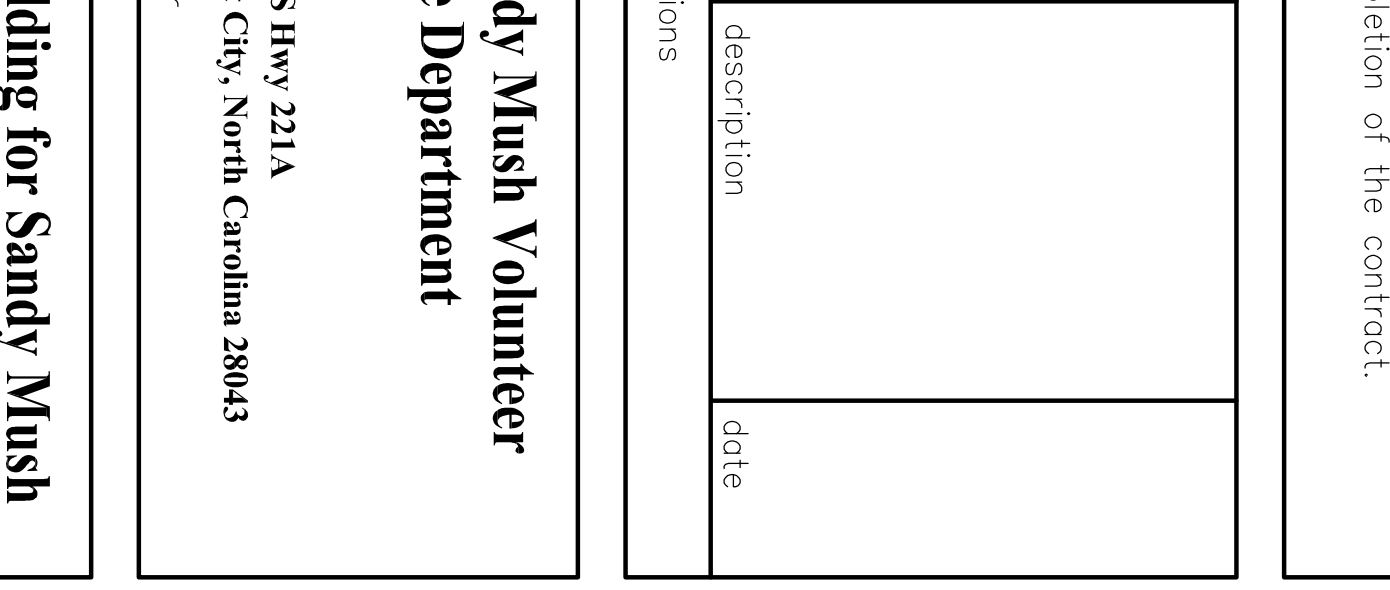 letion of the contract.
description date
ions
dy Mush Volunteer
e Department
S Hwy 221A
City, North Carolina 28043
lding for Sandy Mush